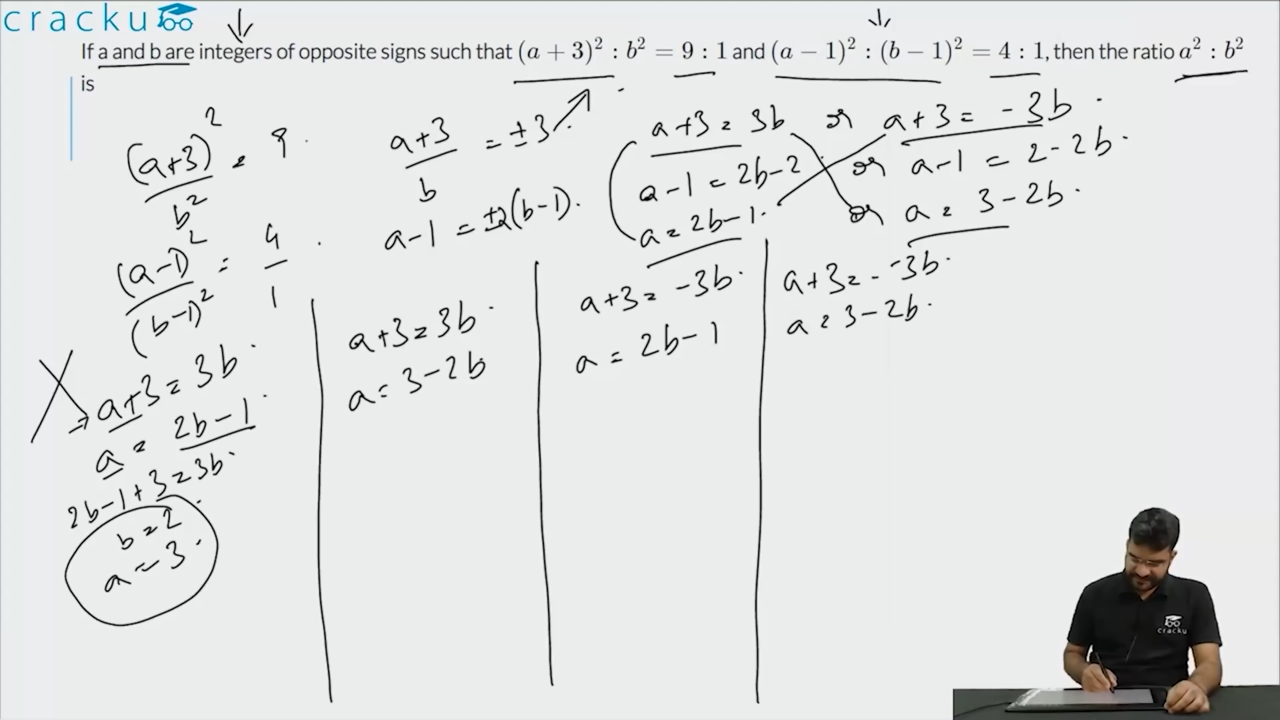 cracku
If a and b are integers of opposite signs such that (a + 3)² : b² = 9 : 1 and (a − 1)² : (b − 1)² = 4 : 1, then the ratio a² : b²
is
(a+3)² / b² = 9
(a-1)² / (b-1)² = 4/1
a+3 / b = ±3
a-1 = ±2(b-1)
a+3 = 3b or a+3 = -3b
a-1 = 2b-2 or a-1 = 2-2b
a = 2b-1 or a = 3-2b
a+3 = 3b
a = 2b-1
2b-1+3 = 3b
b = 2
a = 3
a+3 = 3b
a = 3-2b
a+3 = -3b
a = 2b-1
a+3 = -3b
a = 3-2b
cracku